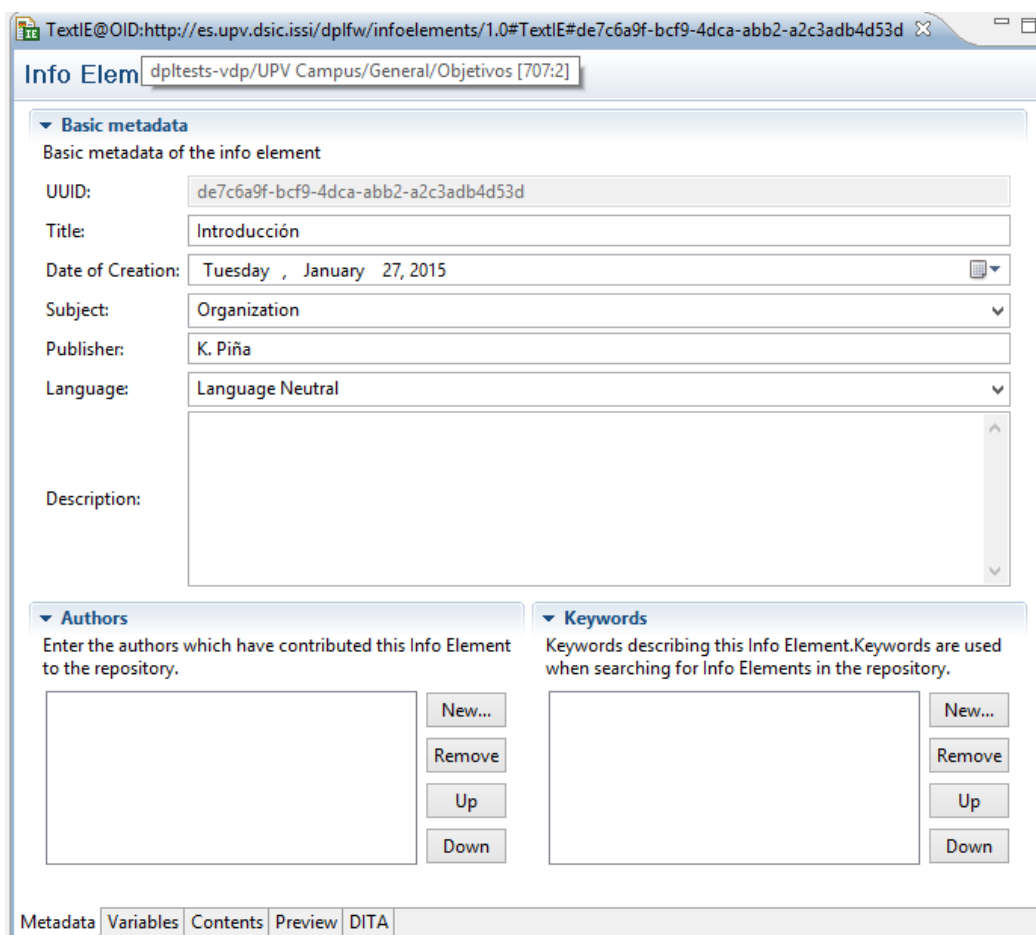 TextIE@OID:http://es.upv.dsic.issi/dplfw/infoelements/1.0#TextIE#de7c6a9f-bcf9-4dca-abb2-a2c3adb4d53d
Info Elem
dpltests-vdp/UPV Campus/General/Objetivos [707:2]
Basic metadata
Basic metadata of the info element
UUID: de7c6a9f-bcf9-4dca-abb2-a2c3adb4d53d
Title: Introducción
Date of Creation: Tuesday , January 27, 2015
Subject: Organization
Publisher: K. Piña
Language: Language Neutral
Description:
Authors
Enter the authors which have contributed this Info Element
to the repository.
New...
Remove
Up
Down
Keywords
Keywords describing this Info Element.Keywords are used
when searching for Info Elements in the repository.
New...
Remove
Up
Down
Metadata Variables Contents Preview DITA